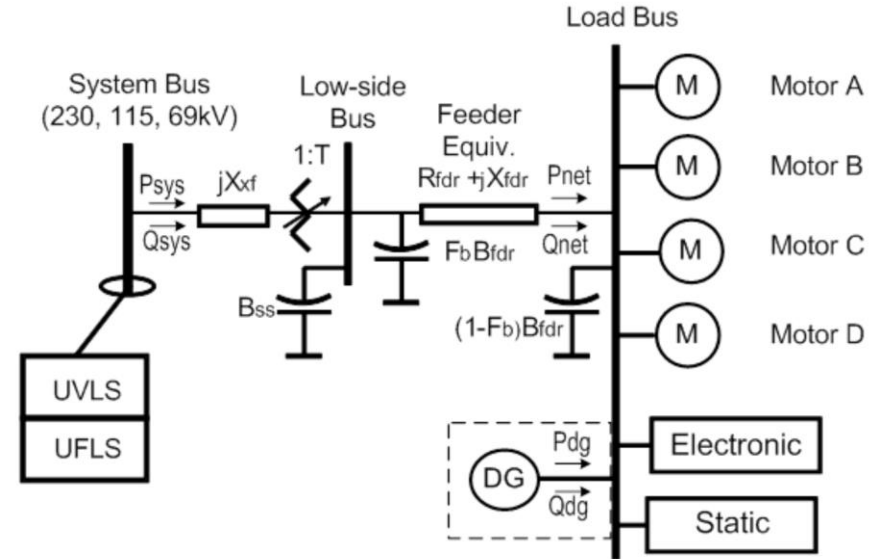 Load Bus
System Bus
(230, 115, 69kV)
Low-side
Bus
Feeder
Equiv.
Rfdr +jXfdr
1:T
Psys
Qsys
jXxf
Pnet
Qnet
FbBfdr
Bss
(1-Fb)Bfdr
M
Motor A
M
Motor B
M
Motor C
M
Motor D
UVLS
UFLS
DG
Pdg
Qdg
Electronic
Static